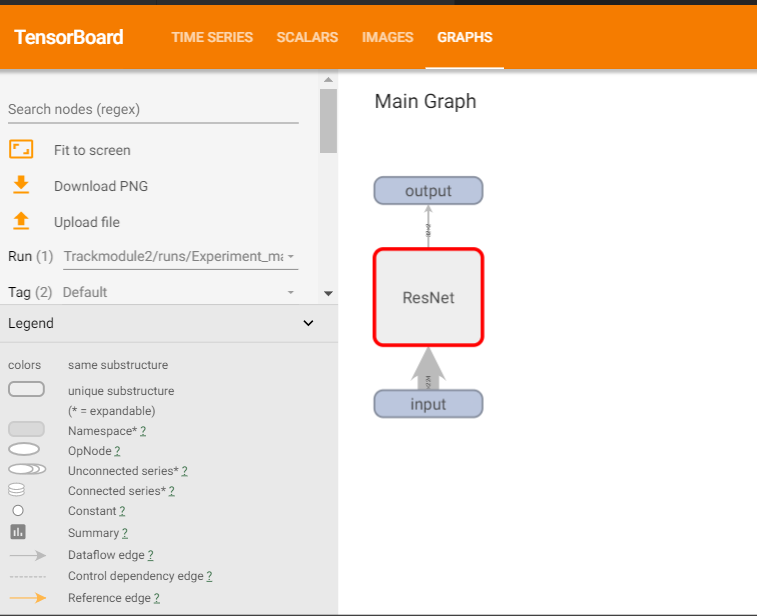 TensorBoard
TIME SERIES SCALARS IMAGES GRAPHS
Search nodes (regex)
Fit to screen
Download PNG
Upload file
Run (1) Trackmodule2/runs/Experiment_ma
Tag (2) Default
Legend
colors same substructure
unique substructure
(* = expandable)
Namespace* ?
OpNode ?
Unconnected series* ?
Connected series* ?
Constant ?
Summary ?
Dataflow edge ?
Control dependency edge ?
Reference edge ?
Main Graph
output
ResNet
input